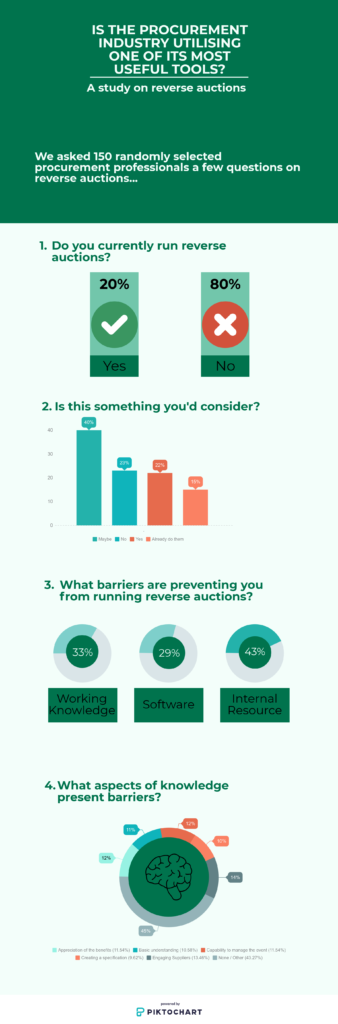 IS THE PROCUREMENT
INDUSTRY UTILISING
ONE OF ITS MOST
USEFUL TOOLS?
A study on reverse auctions
We asked 150 randomly selected
procurement professionals a few questions on
reverse auctions...
1. Do you currently run reverse
auctions?
20% 80%
Yes No
2. Is this something you'd consider?
40%
23%
22%
15%
40
30
20
10
0
Maybe No Yes Already do them
3. What barriers are preventing you
from running reverse auctions?
33% 29% 43%
Working
Knowledge
Software
Internal
Resource
4. What aspects of knowledge
present barriers?
12%
11%
12%
14%
Appreciation of the benefits (11.54%) Basic understanding (10.58%) Capability to manage the event (11.54%)
Creating a specification (9.62%) Engaging Suppliers (13.46%) None / Other (43.27%)
powered by
PIKTOCHART